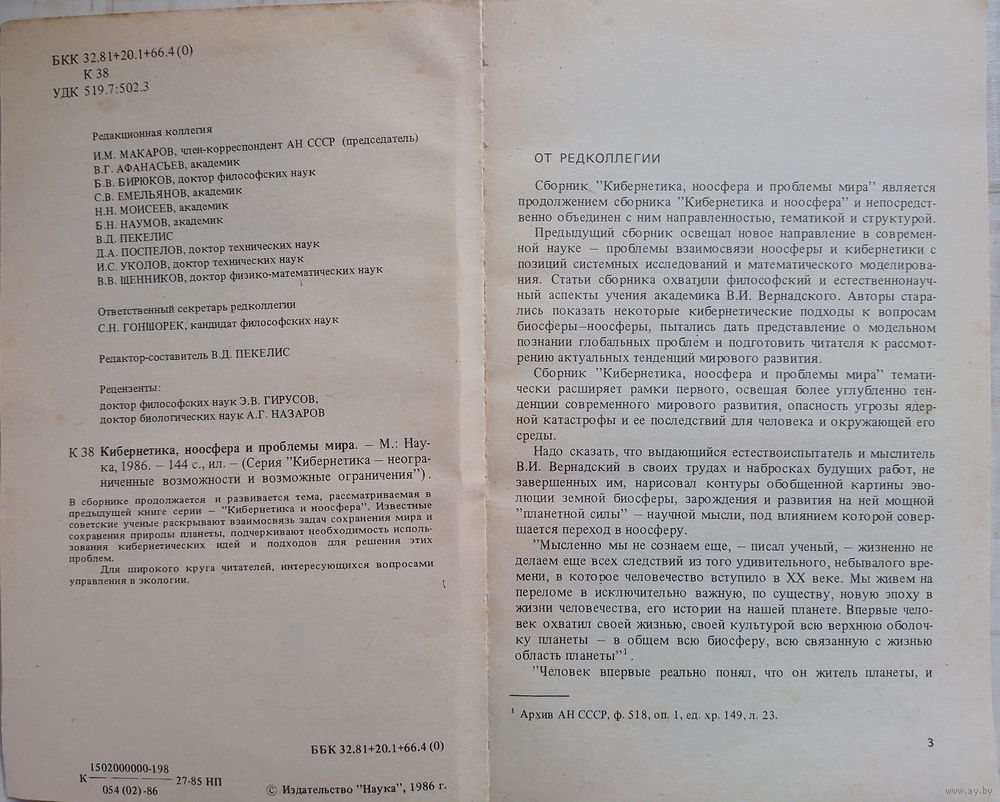 БКК 32.81+20.1+66.4 (0)
К 38
УДК 519.7:502.3
Редакционная коллегия
И.М. МАКАРОВ, член-корреспондент АН СССР (председатель)
В.Г. АФАНАСЬЕВ, академик
Б.В. БИРЮКОВ, доктор философских наук
С.В. ЕМЕЛЬЯНОВ, академик
Н.Н. МОИСЕЕВ, академик
Б.Н. НАУМОВ, академик
В.Д. ПЕКЕЛИС
Д.А. ПОСПЕЛОВ, доктор технических наук
И.С. УКОЛОВ, доктор технических наук
В.В. ЩЕННИКОВ, доктор физико-математических наук
Ответственный секретарь редколлегии
С.Н. ГОНШОРЕК, кандидат философских наук
Редактор-составитель В.Д. ПЕКЕЛИС
Рецензенты:
доктор философских наук Э.В. ГИРУСОВ,
доктор биологических наук А.Г. НАЗАРОВ
К 38 Кибернетика, ноосфера и проблемы мира. – М.: Нау-
ка, 1986. – 144 с., ил. – (Серия "Кибернетика – неогра-
ниченные возможности и возможные ограничения").
В сборнике продолжается и развивается тема, рассматриваемая в
предыдущей книге серии – "Кибернетика и ноосфера". Известные
советские ученые раскрывают взаимосвязь задач сохранения мира и
сохранения природы планеты, подчеркивают необходимость исполь-
зования кибернетических идей и подходов для решения этих
проблем.
Для широкого круга читателей, интересующихся вопросами
управления в экологии.
ББК 32.81+20.1+66.4 (0)
К 1502000000-198
054 (02)-86 27-85 НП
© Издательство "Наука", 1986 г.
ОТ РЕДКОЛЛЕГИИ
Сборник "Кибернетика, ноосфера и проблемы мира" является
продолжением сборника "Кибернетика и ноосфера" и непосредст-
венно объединен с ним направленностью, тематикой и структурой.
Предыдущий сборник освещал новое направление в современ-
ной науке – проблемы взаимосвязи ноосферы и кибернетики с
позиций системных исследований и математического моделирова-
ния. Статьи сборника охватили философский и естественнонауч-
ный аспекты учения академика В.И. Вернадского. Авторы стара-
лись показать некоторые кибернетические подходы к вопросам
биосферы–ноосферы, пытались дать представление о модельном
познании глобальных проблем и подготовить читателя к рассмот-
рению актуальных тенденций мирового развития.
Сборник "Кибернетика, ноосфера и проблемы мира" темати-
чески расширяет рамки первого, освещая более углубленно тен-
денции современного мирового развития, опасность угрозы ядер-
ной катастрофы и ее последствий для человека и окружающей его
среды.
Надо сказать, что выдающийся естествоиспытатель и мыслитель
В.И. Вернадский в своих трудах и набросках будущих работ, не
завершенных им, нарисовал контуры обобщенной картины эво-
люции земной биосферы, зарождения и развития на ней мощной
"планетной силы" – научной мысли, под влиянием которой совер-
шается переход в ноосферу.
"Мысленно мы не сознаем еще, – писал ученый, – жизненно не
делаем еще всех следствий из того удивительного, небывалого вре-
мени, в которое человечество вступило в XX веке. Мы живем на
переломе в исключительно важную, по существу, новую эпоху в
жизни человечества, его истории на нашей планете. Впервые чело-
век охватил своей жизнью, своей культурой всю верхнюю оболоч-
ку планеты – в общем всю биосферу, всю связанную с жизнью
область планеты"¹.
"Человек впервые реально понял, что он житель планеты, и
¹ Архив АН СССР, ф. 518, оп. 1, ед. хр. 149, л. 23.
3
www.ay.by